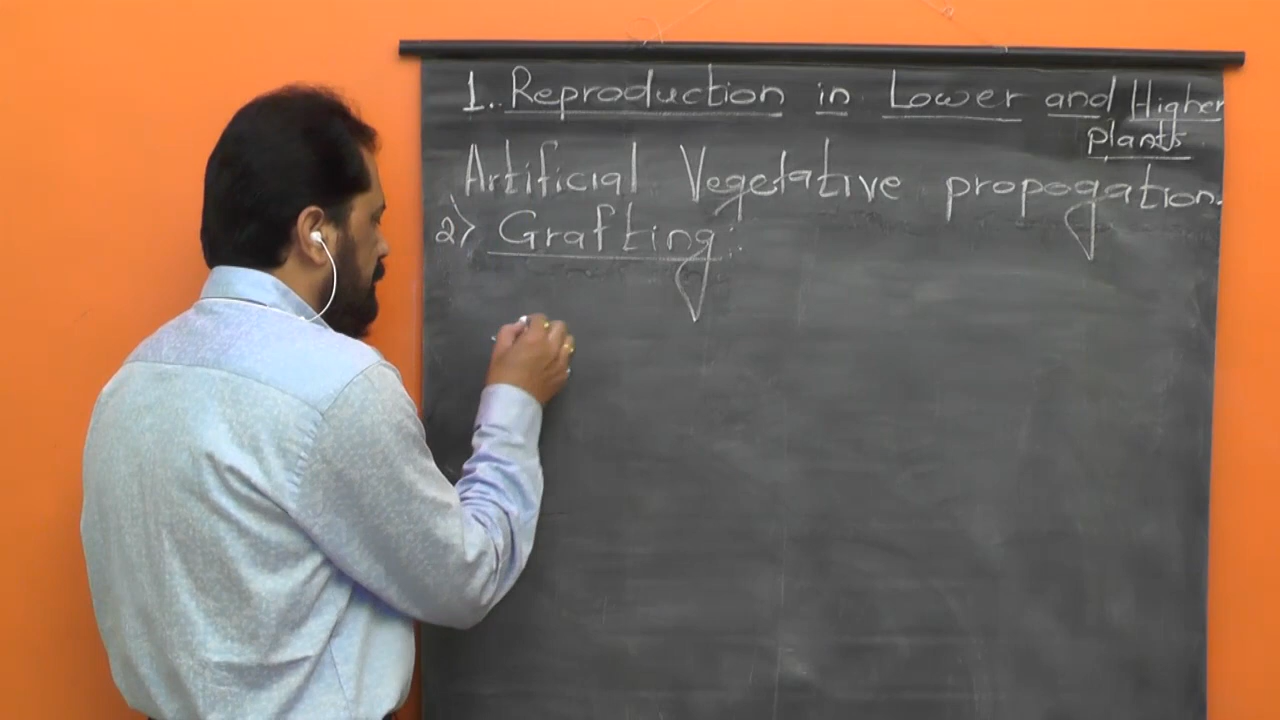 1.. Reproduction in Lower and Higher
plants
Artificial Vegetative propogation.
2) Grafting: